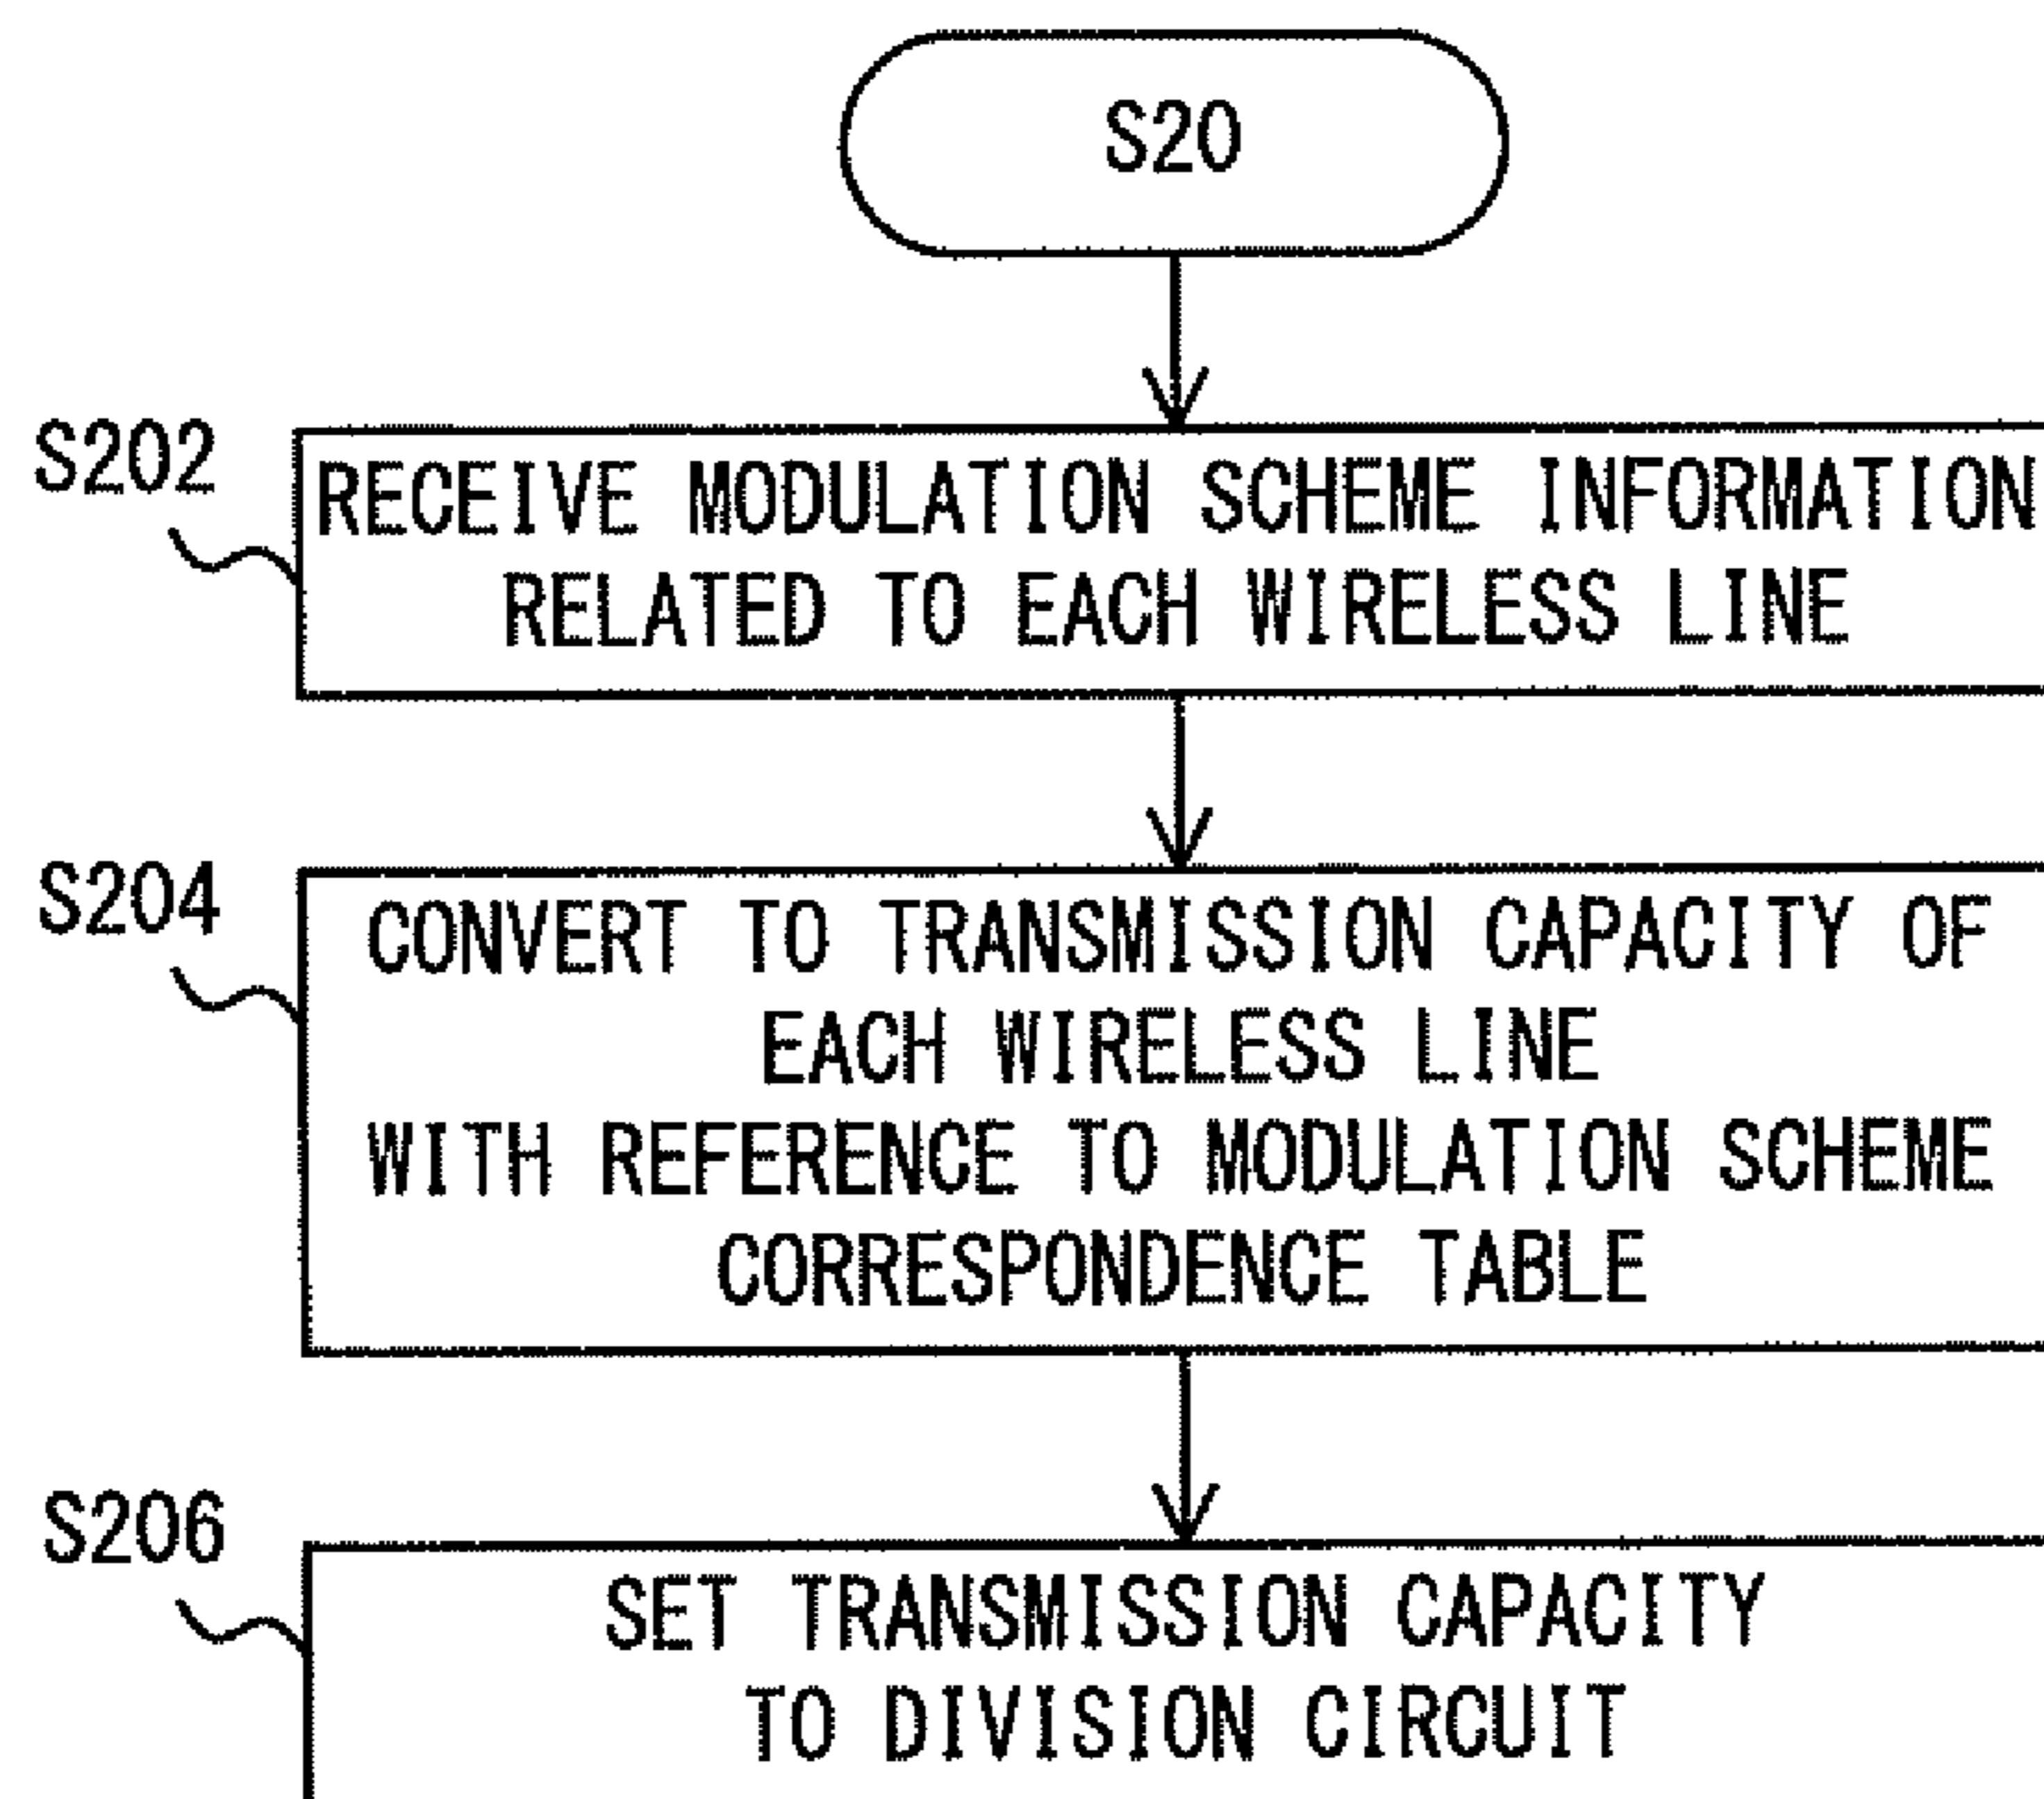 S20
S202
RECEIVE MODULATION SCHEME INFORMATION
RELATED TO EACH WIRELESS LINE
S204
CONVERT TO TRANSMISSION CAPACITY OF
EACH WIRELESS LINE
WITH REFERENCE TO MODULATION SCHEME
CORRESPONDENCE TABLE
S206
SET TRANSMISSION CAPACITY
TO DIVISION CIRCUIT